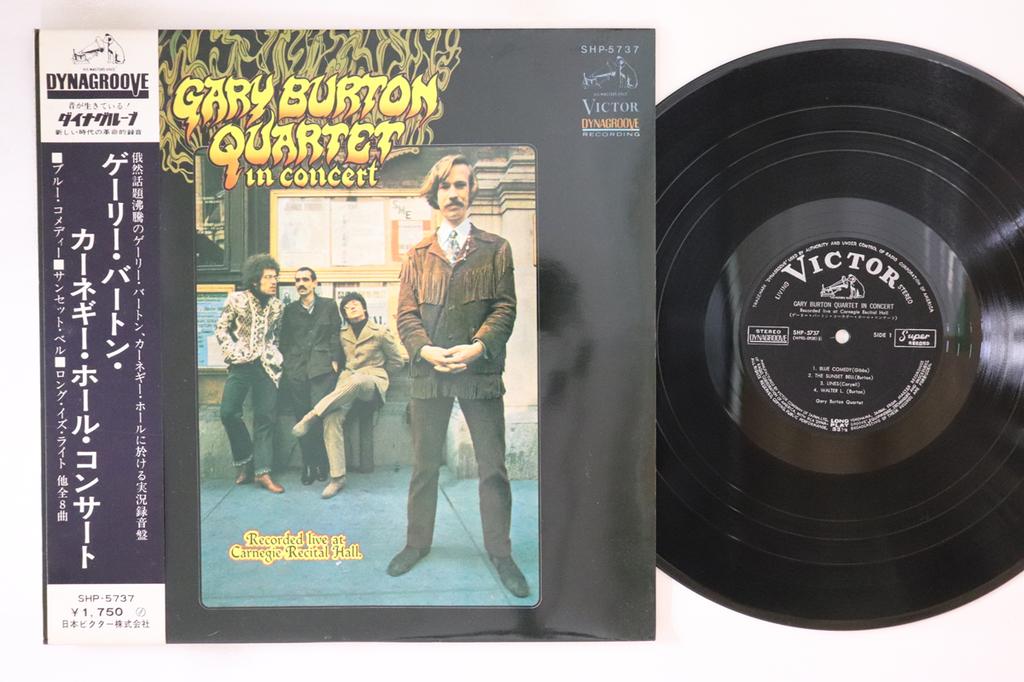 DYNAGROOVE
音が生きている!
ダイナグルーブ
新しい時代の革命的録音
俄然話題沸騰のゲーリー・バートン、カーネギー・ホールに於ける実況録音盤
ゲーリー・バートン・
カーネギー・ホール・コンサート
■ブルー・コメディー■サンセット・ベル■ロング・イズ・ライト 他全8曲
SHP-5737
¥1,750
日本ビクター株式会社
GARY BURTON
QUARTET
in concert
SHE
Recorded live at
Carnegie Recital Hall.
SHP-5737
VICTOR
DYNAGROOVE
RECORDING
VICTOR
LIVING
STEREO
GARY BURTON QUARTET IN CONCERT
Recorded live at Carnegie Recital Hall
STEREO
DYNAGROOVE
SHP-5737
SIDE 1
Super
RECORD
1. BLUE COMEDY(Gibbs)
2. THE SUNSET BELL(Burton)
3. LINES(Coryell)
4. WALTER L. (Burton)
Gary Burton Quartet
LONG
PLAY
33⅓